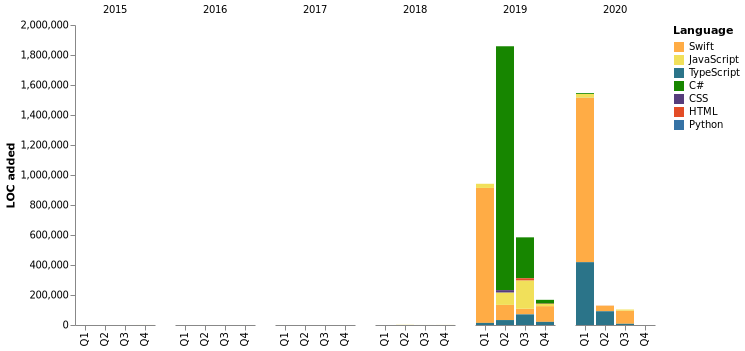 2015 2016 2017 2018 2019 2020
Language
Swift
JavaScript
TypeScript
C#
CSS
HTML
Python
LOC added
2,000,000
1,800,000
1,600,000
1,400,000
1,200,000
1,000,000
800,000
600,000
400,000
200,000
0
Q1 Q2 Q3 Q4 Q1 Q2 Q3 Q4 Q1 Q2 Q3 Q4 Q1 Q2 Q3 Q4 Q1 Q2 Q3 Q4 Q1 Q2 Q3 Q4